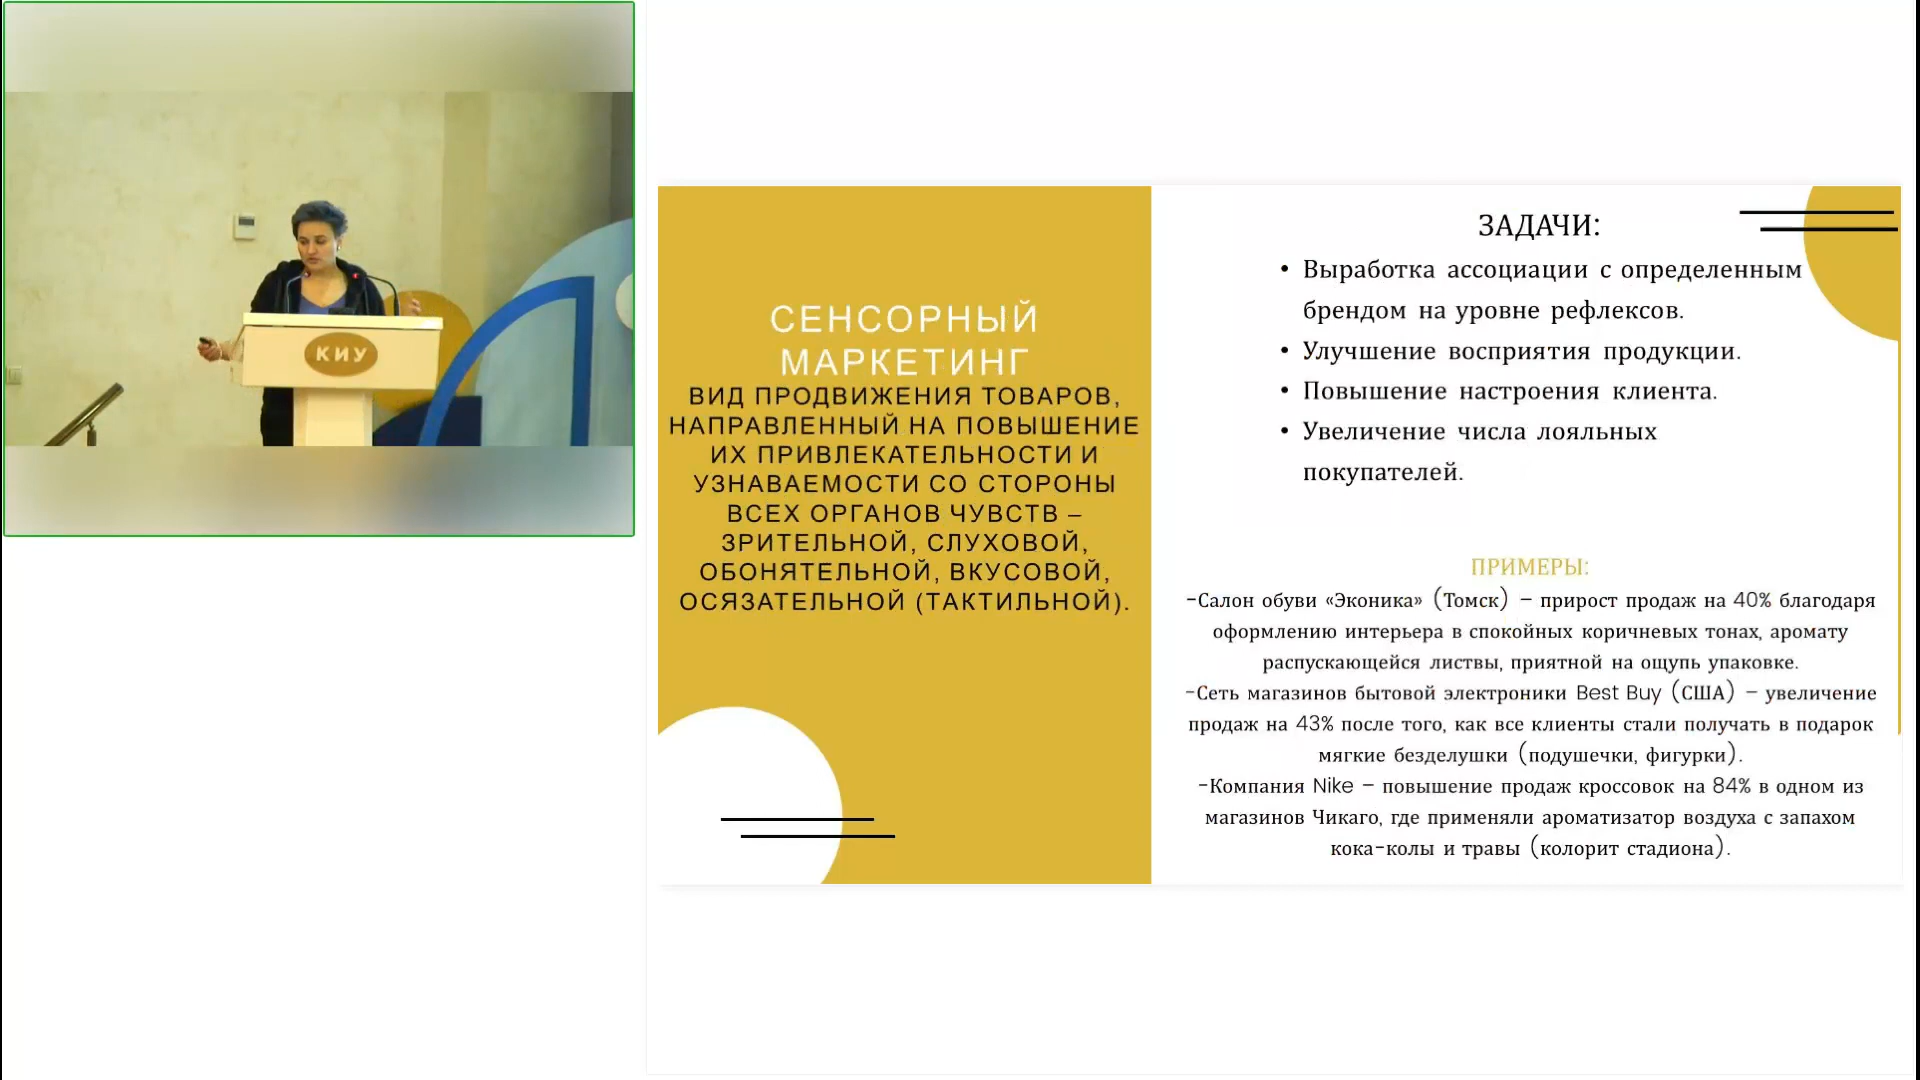 КИУ
СЕНСОРНЫЙ
МАРКЕТИНГ
ВИД ПРОДВИЖЕНИЯ ТОВАРОВ,
НАПРАВЛЕННЫЙ НА ПОВЫШЕНИЕ
ИХ ПРИВЛЕКАТЕЛЬНОСТИ И
УЗНАВАЕМОСТИ СО СТОРОНЫ
ВСЕХ ОРГАНОВ ЧУВСТВ –
ЗРИТЕЛЬНОЙ, СЛУХОВОЙ,
ОБОНЯТЕЛЬНОЙ, ВКУСОВОЙ,
ОСЯЗАТЕЛЬНОЙ (ТАКТИЛЬНОЙ).
ЗАДАЧИ:
• Выработка ассоциации с определенным
брендом на уровне рефлексов.
• Улучшение восприятия продукции.
• Повышение настроения клиента.
• Увеличение числа лояльных
покупателей.
ПРИМЕРЫ:
-Салон обуви «Эконика» (Томск) – прирост продаж на 40% благодаря
оформлению интерьера в спокойных коричневых тонах, аромату
распускающейся листвы, приятной на ощупь упаковке.
-Сеть магазинов бытовой электроники Best Buy (США) – увеличение
продаж на 43% после того, как все клиенты стали получать в подарок
мягкие безделушки (подушечки, фигурки).
-Компания Nike – повышение продаж кроссовок на 84% в одном из
магазинов Чикаго, где применяли ароматизатор воздуха с запахом
кока-колы и травы (колорит стадиона).